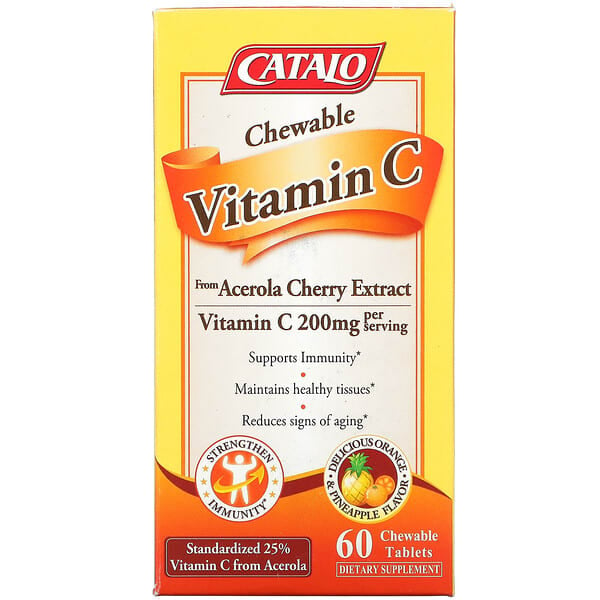 CATALO
Chewable
Vitamin C
From Acerola Cherry Extract
Vitamin C 200mg per serving
Supports Immunity*
•
Maintains healthy tissues*
•
Reduces signs of aging*
STRENGTHEN
IMMUNITY*
DELICIOUS ORANGE
& PINEAPPLE FLAVOR
Standardized 25%
Vitamin C from Acerola
60 Chewable Tablets
DIETARY SUPPLEMENT